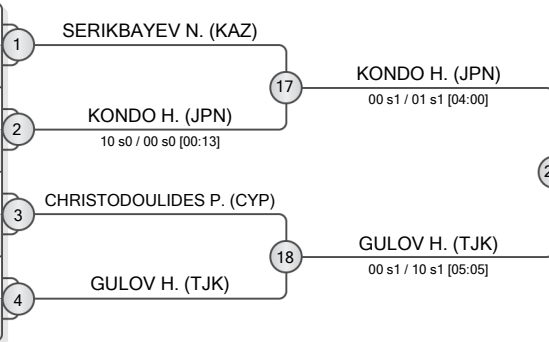 SERIKBAYEV N. (KAZ)
1
17
KONDO H. (JPN)
00 s1 / 01 s1 [04:00]
KONDO H. (JPN)
2
10 s0 / 00 s0 [00:13]
2
CHRISTODOULIDES P. (CYP)
3
18
GULOV H. (TJK)
00 s1 / 10 s1 [05:05]
GULOV H. (TJK)
4